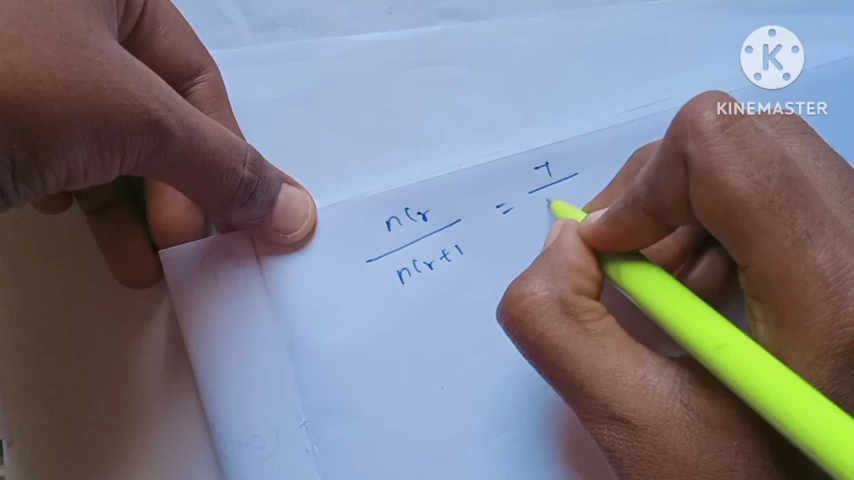 nCr / nCr+1 = 7 /
K
KINEMASTER